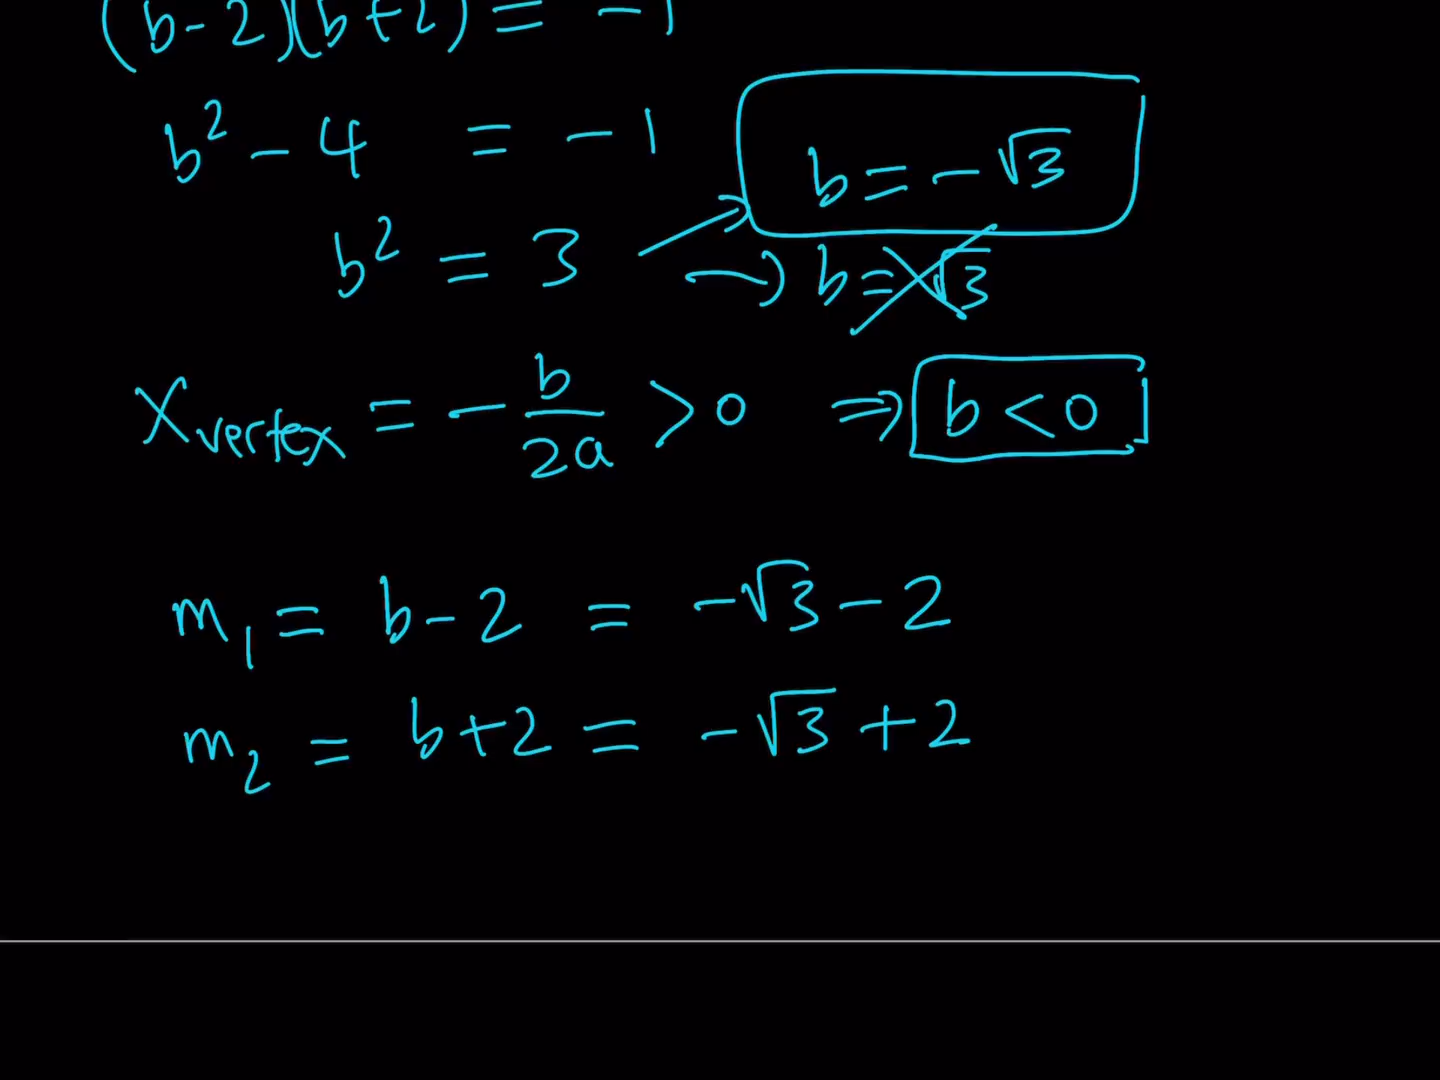 (b-2)(b+2) = -1
b² - 4 = -1
b = -√3
b² = 3 → b = √3
Xvertex = - b/2a > 0 ⇒ b < 0
m₁ = b-2 = -√3 - 2
m₂ = b+2 = -√3 + 2